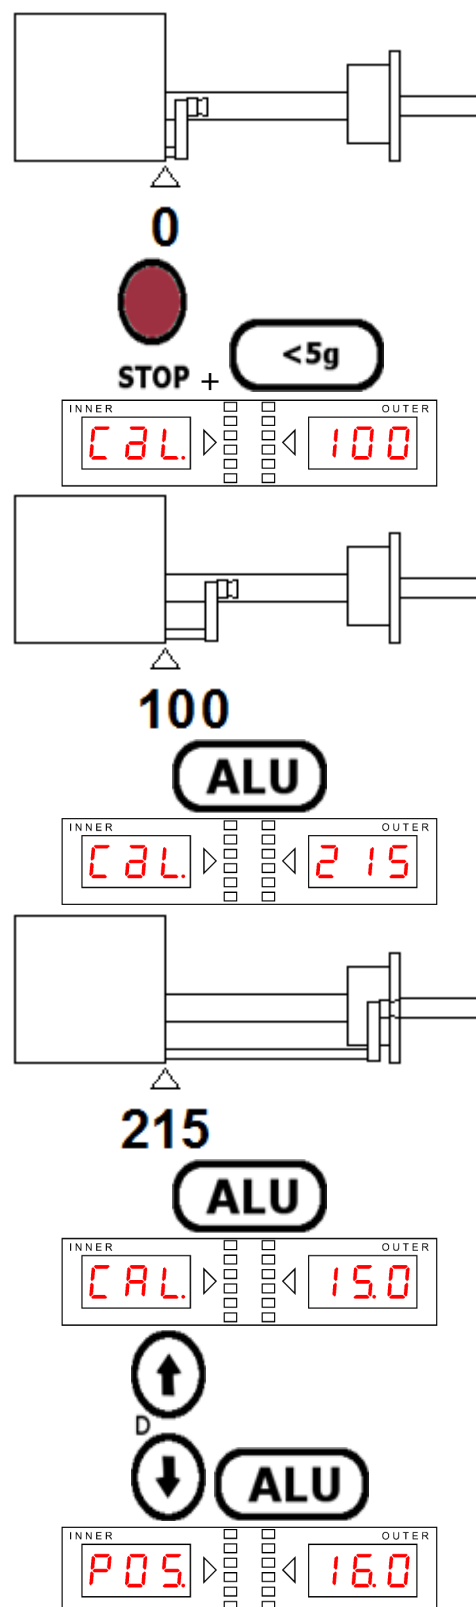 0
<5g
STOP +
INNER OUTER
CAL. 100
100
ALU
INNER OUTER
CAL. 215
215
ALU
INNER OUTER
CAL. 15.0
D
ALU
INNER OUTER
POS. 16.0